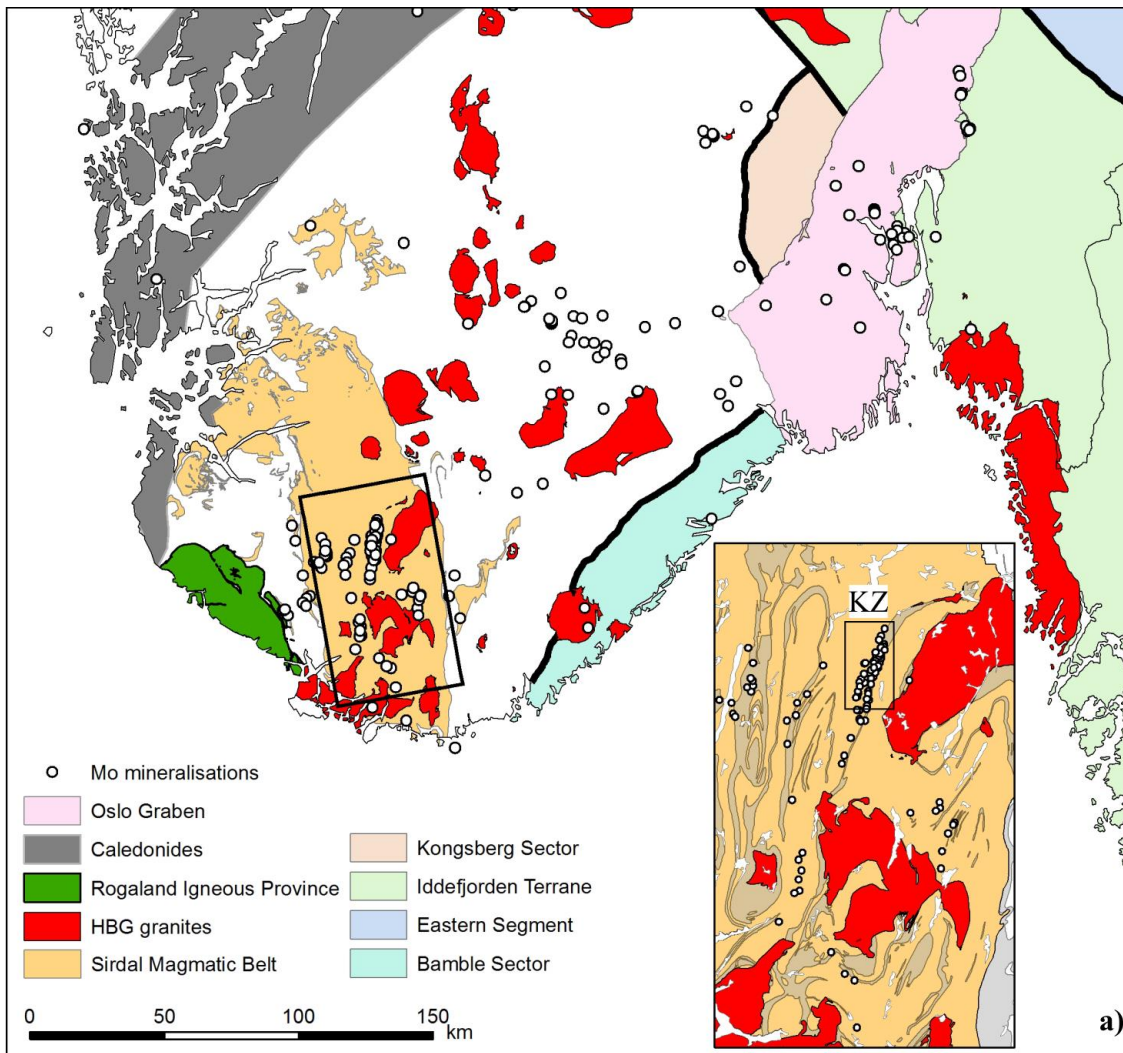 KZ
Mo mineralisations
Oslo Graben
Caledonides
Rogaland Igneous Province
HBG granites
Sirdal Magmatic Belt
Kongsberg Sector
Iddefjorden Terrane
Eastern Segment
Bamble Sector
0 50 100 150
km
a)